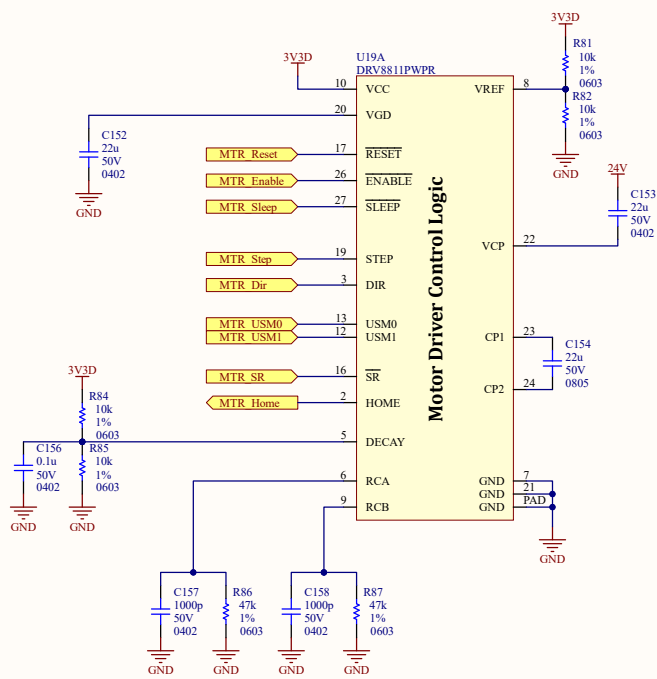 3V3D
R81
10k
1%
0603
R82
10k
1%
0603
GND
3V3D
U19A
DRV8811PWPR
10 VCC
VREF 8
20 VGD
C152
22u
50V
0402
GND
MTR_Reset 17 RESET
MTR_Enable 26 ENABLE
MTR_Sleep 27 SLEEP
24V
C153
22u
50V
0402
GND
VCP 22
MTR_Step 19 STEP
MTR_Dir 3 DIR
MTR_USM0 13 USM0
MTR_USM1 12 USM1
CP1 23
C154
22u
50V
0805
CP2 24
MTR_SR 16 SR
MTR_Home 2 HOME
Motor Driver Control Logic
3V3D
R84
10k
1%
0603
5 DECAY
C156
0.1u
50V
0402
GND
R85
10k
1%
0603
GND
6 RCA
9 RCB
GND 7
GND 21
GND PAD
GND
C157
1000p
50V
0402
GND
R86
47k
1%
0603
GND
C158
1000p
50V
0402
GND
R87
47k
1%
0603
GND